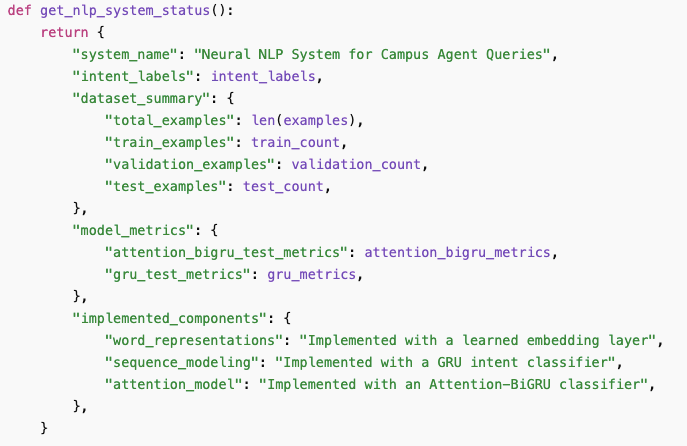 def get_nlp_system_status():
    return {
        "system_name": "Neural NLP System for Campus Agent Queries",
        "intent_labels": intent_labels,
        "dataset_summary": {
            "total_examples": len(examples),
            "train_examples": train_count,
            "validation_examples": validation_count,
            "test_examples": test_count,
        },
        "model_metrics": {
            "attention_bigru_test_metrics": attention_bigru_metrics,
            "gru_test_metrics": gru_metrics,
        },
        "implemented_components": {
            "word_representations": "Implemented with a learned embedding layer",
            "sequence_modeling": "Implemented with a GRU intent classifier",
            "attention_model": "Implemented with an Attention-BiGRU classifier",
        },
    }